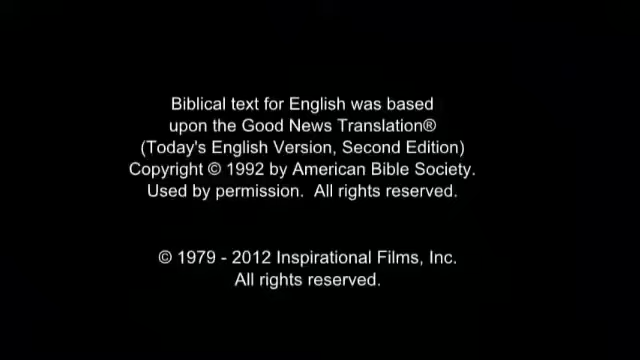 Biblical text for English was based
upon the Good News Translation®
(Today's English Version, Second Edition)
Copyright © 1992 by American Bible Society.
Used by permission.  All rights reserved.
© 1979 - 2012 Inspirational Films, Inc.
All rights reserved.